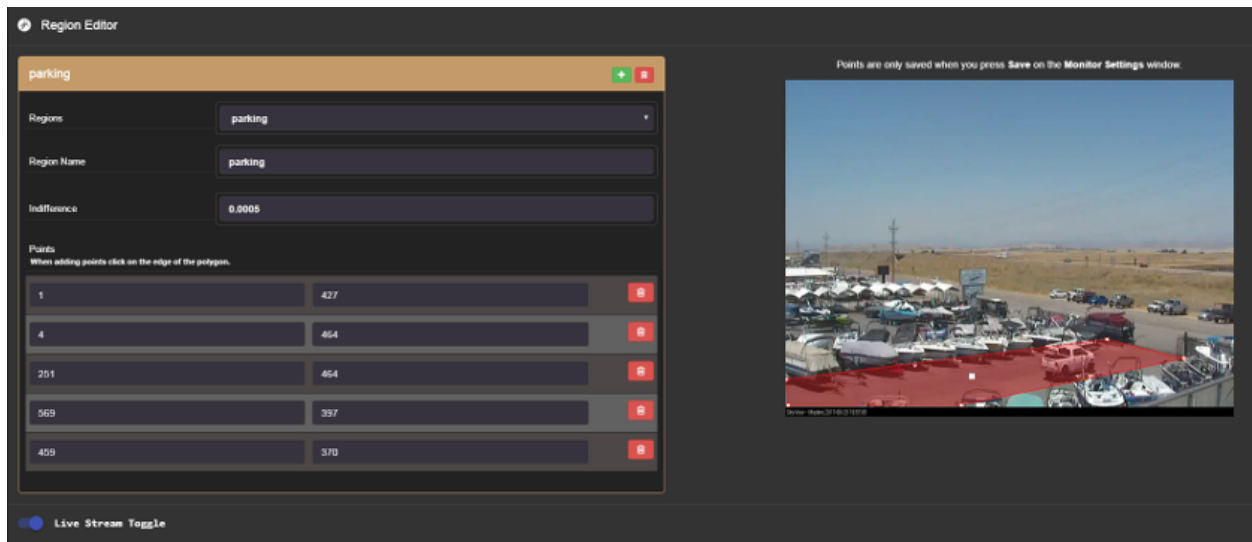 Region Editor
parking
Points are only saved when you press Save on the Monitor Settings window.
Regions
parking
Region Name
parking
Indifference
0.0005
Points
When adding points click on the edge of the polygon.
1 427
4 464
251 464
569 397
459 370
Live Stream Toggle